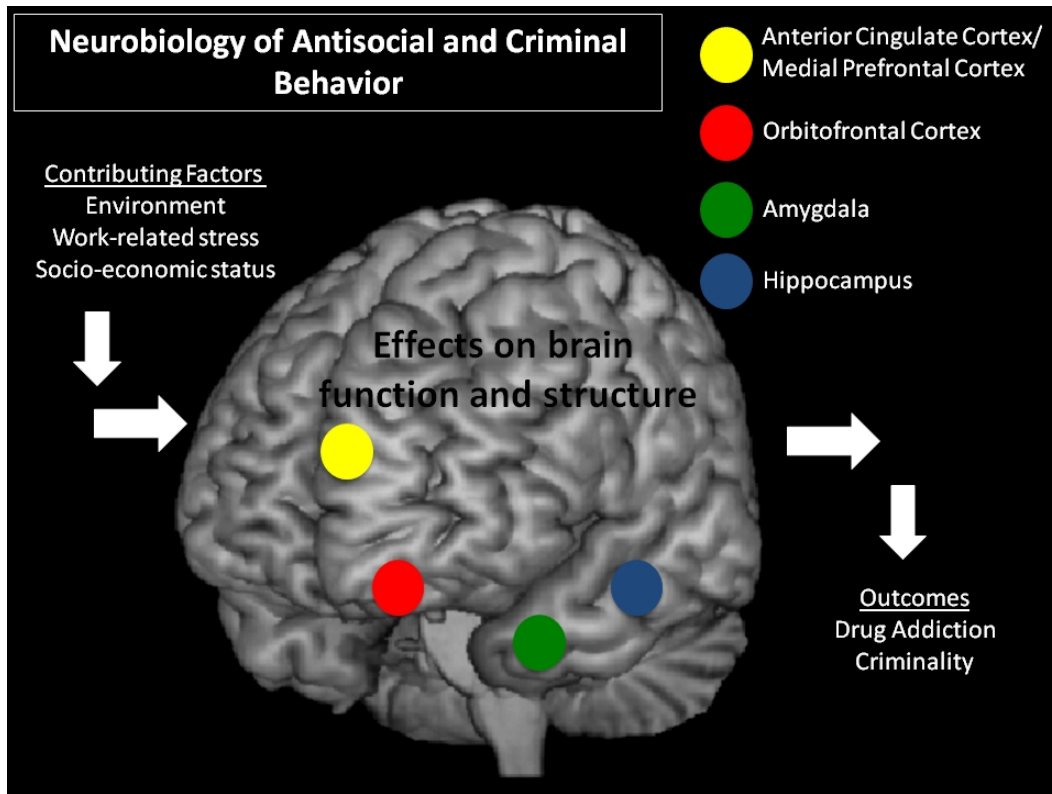 Neurobiology of Antisocial and Criminal
Behavior
Anterior Cingulate Cortex/
Medial Prefrontal Cortex
Orbitofrontal Cortex
Amygdala
Hippocampus
Contributing Factors
Environment
Work-related stress
Socio-economic status
Effects on brain
function and structure
Outcomes
Drug Addiction
Criminality